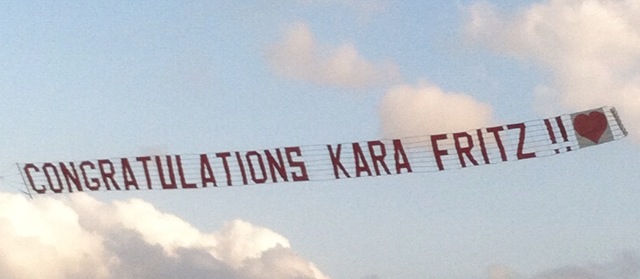 CONGRATULATIONS KARA FRITZ !!